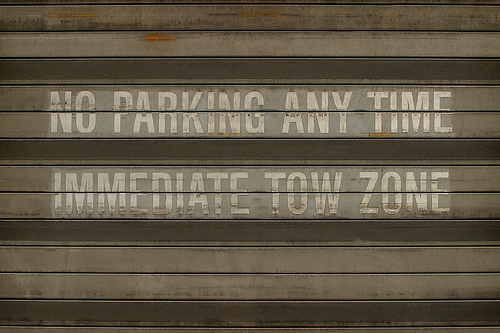 NO PARKING ANY TIME
IMMEDIATE TOW ZONE